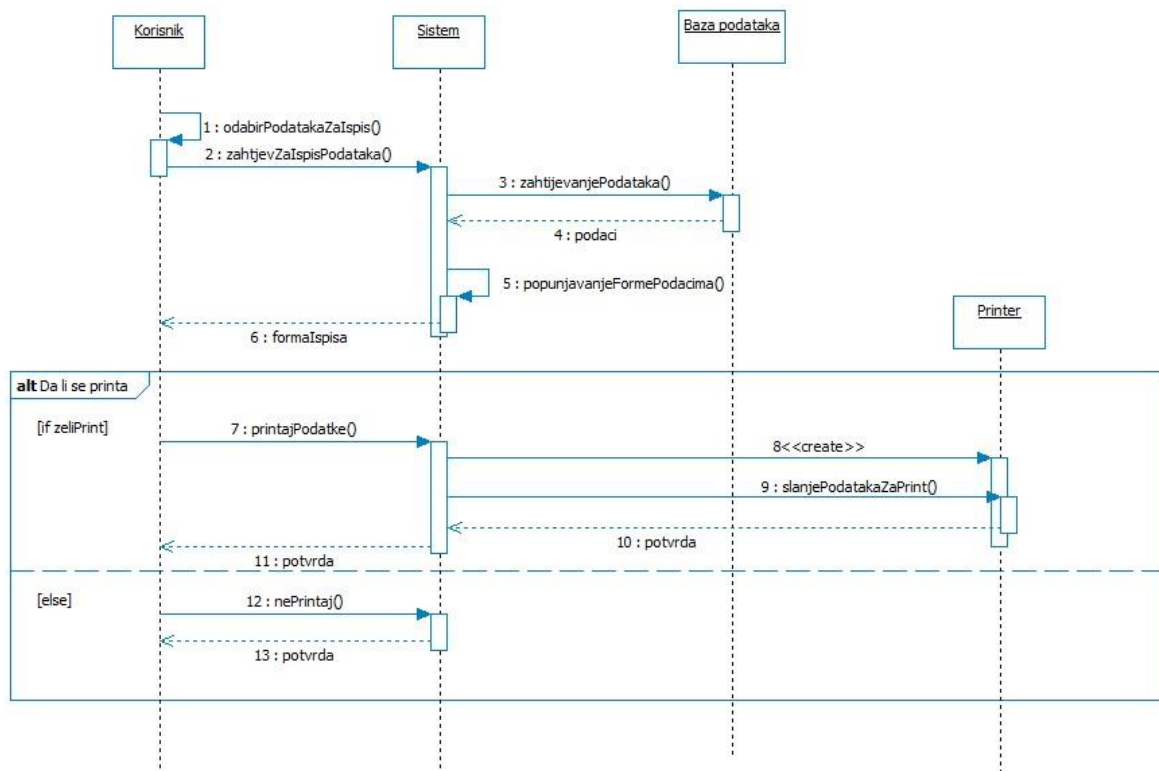 Korisnik
Sistem
Baza podataka
1 : odabirPodatakaZaIspis()
2 : zahtjevZaIspisPodataka()
3 : zahtijevanjePodataka()
4 : podaci
5 : popunjavanjeFormePodacima()
6 : formaIspisa
Printer
alt Da li se printa
[if zeliPrint]
7 : printajPodatke()
8<<create>>
9 : slanjePodatakaZaPrint()
10 : potvrda
11 : potvrda
[else]
12 : nePrintaj()
13 : potvrda